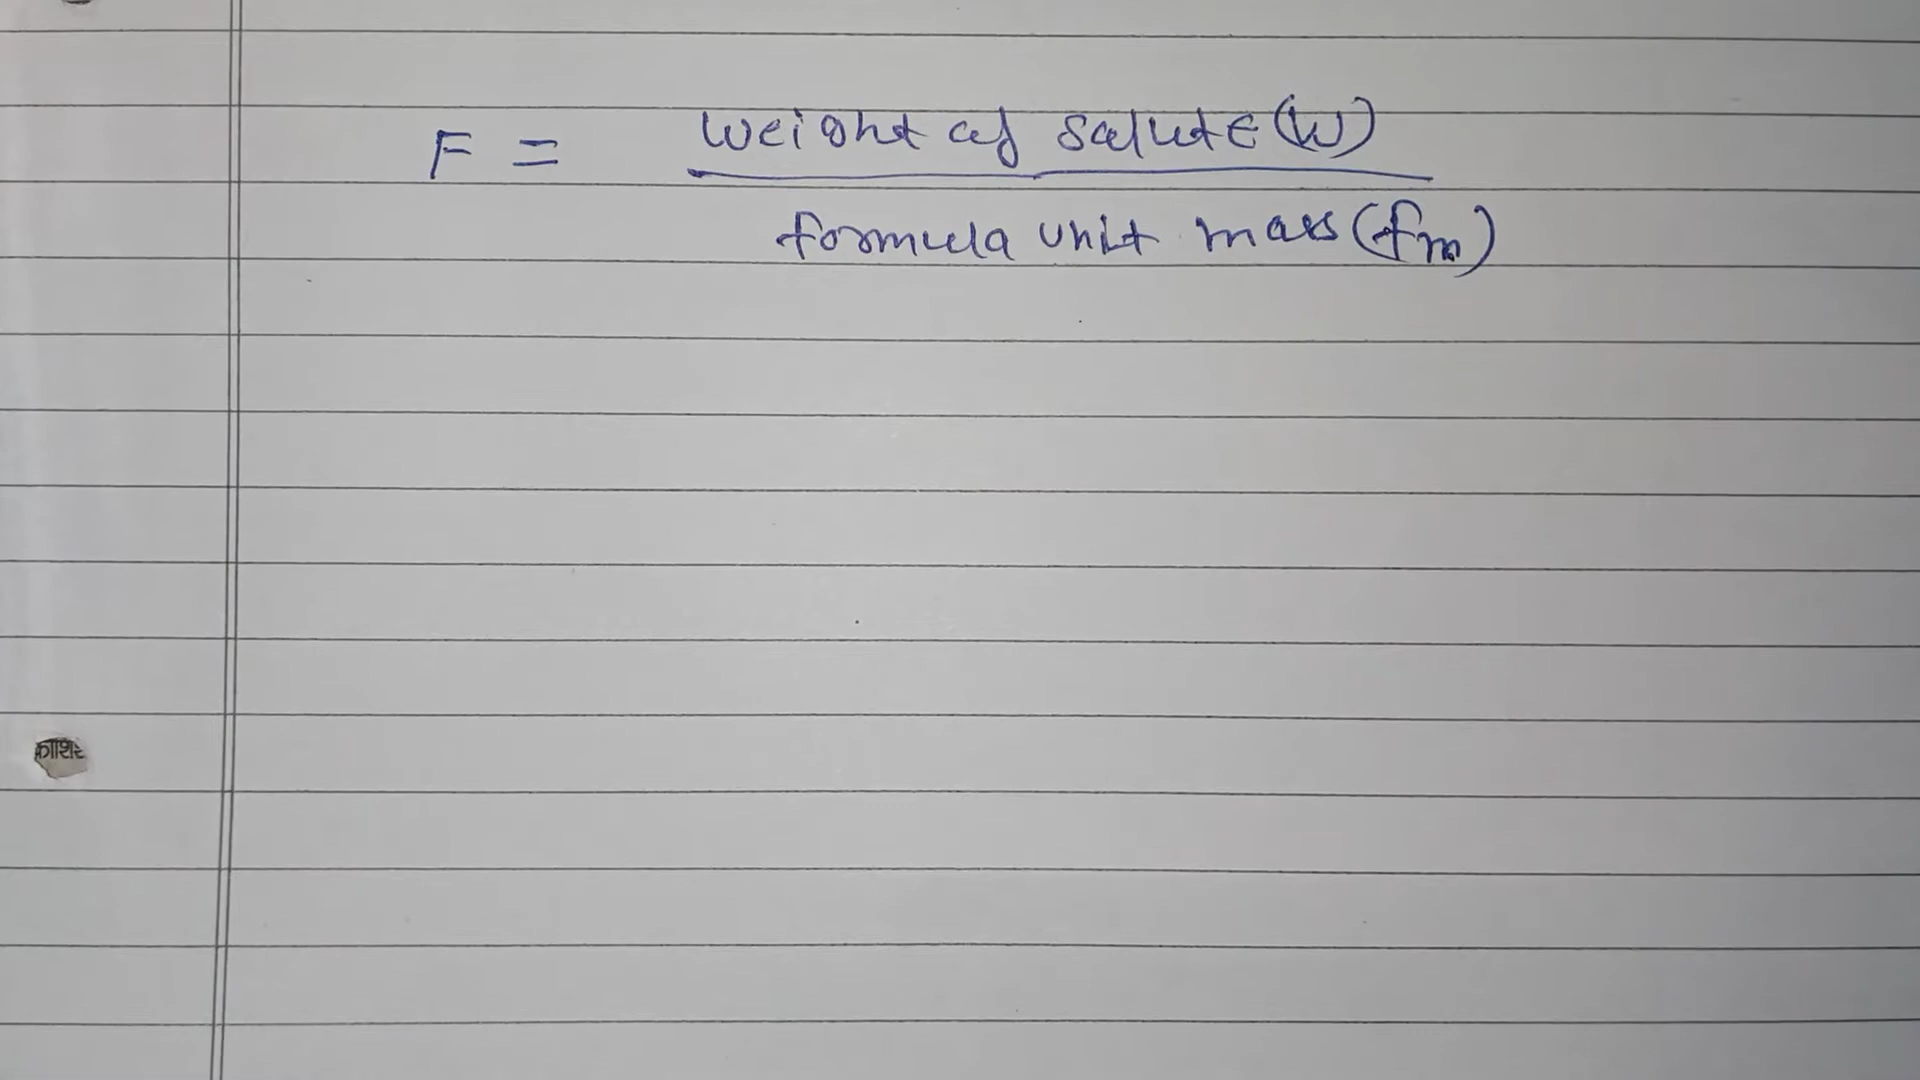 F = weight of solute (W)
formula unit mass (fm)
काशिर